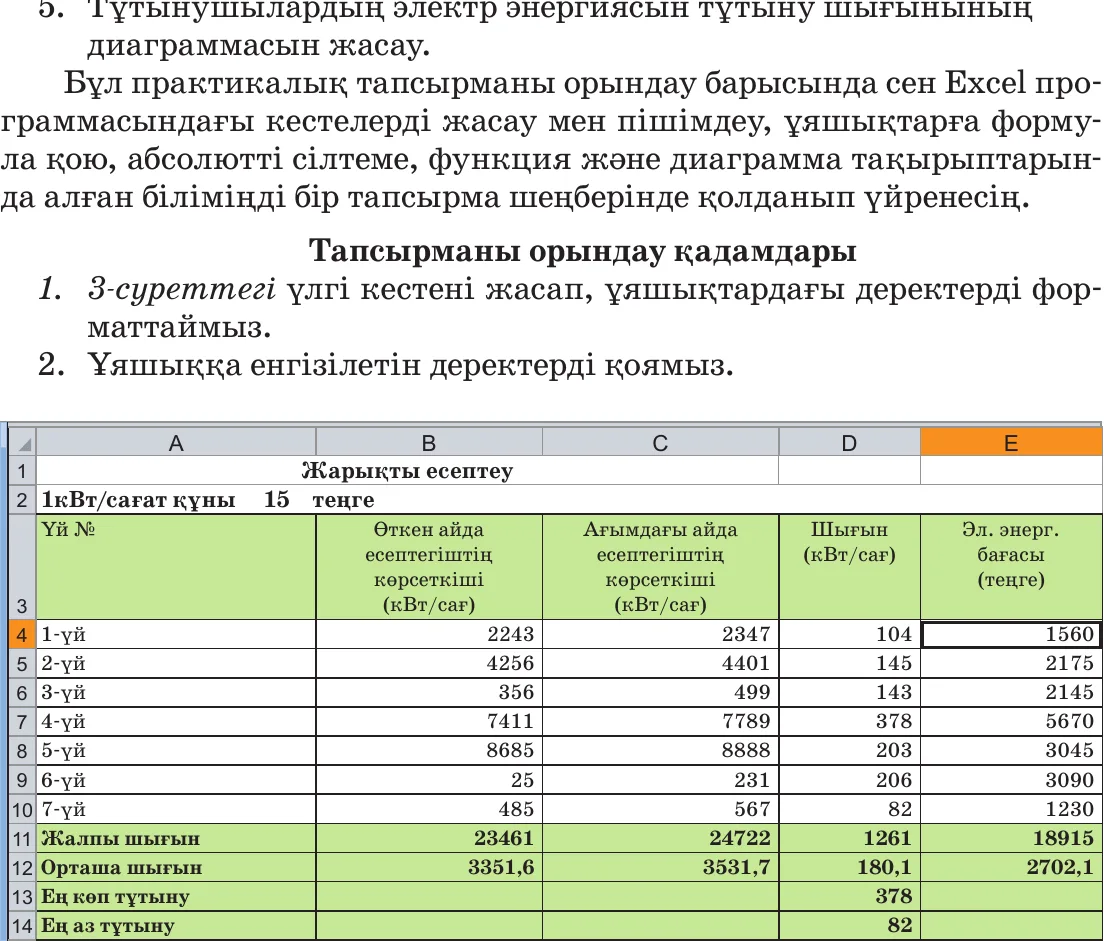 5. Тұтынушылардың электр энергиясын тұтыну шығынының
диаграммасын жасау.
Бұл практикалық тапсырманы орындау барысында сен Excel про-
граммасындағы кестелерді жасау мен пішімдеу, ұяшықтарға форму-
ла қою, абсолютті сілтеме, функция және диаграмма тақырыптарын-
да алған біліміңді бір тапсырма шеңберінде қолданып үйренесің.
Тапсырманы орындау қадамдары
1. 3-суреттегі үлгі кестені жасап, ұяшықтардағы деректерді фор-
маттаймыз.
2. Ұяшыққа енгізілетін деректерді қоямыз.
A B C D E
1 Жарықты есептеу
2 1кВт/сағат құны 15 теңге
Үй № Өткен айда Ағымдағы айда Шығын Эл. энерг.
есептегіштің есептегіштің (кВт/сағ) бағасы
көрсеткіші көрсеткіші (теңге)
3 (кВт/сағ) (кВт/сағ)
4 1-үй 2243 2347 104 1560
5 2-үй 4256 4401 145 2175
6 3-үй 356 499 143 2145
7 4-үй 7411 7789 378 5670
8 5-үй 8685 8888 203 3045
9 6-үй 25 231 206 3090
10 7-үй 485 567 82 1230
11 Жалпы шығын 23461 24722 1261 18915
12 Орташа шығын 3351,6 3531,7 180,1 2702,1
13 Ең көп тұтыну 378
14 Ең аз тұтыну 82